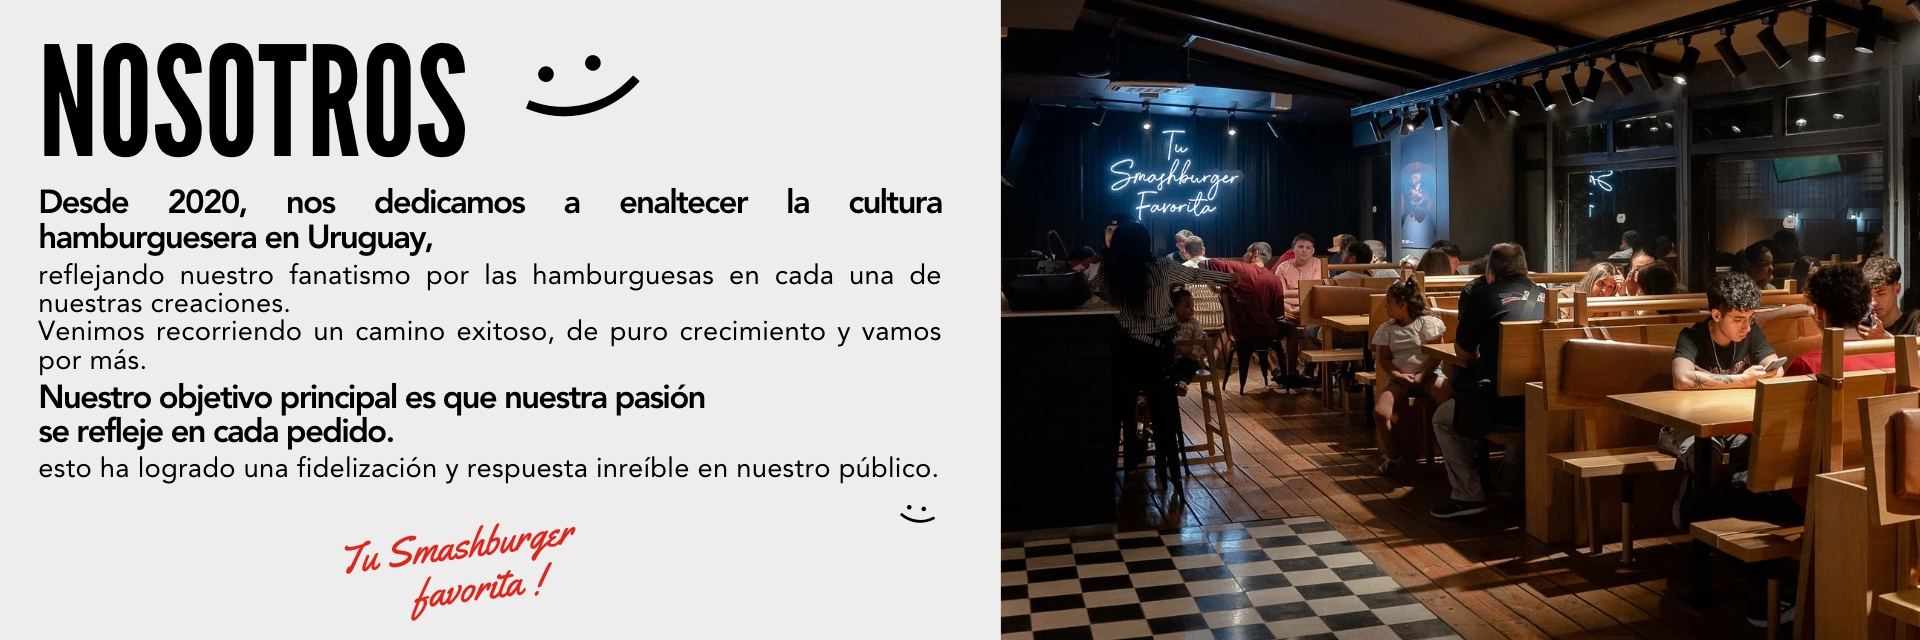 NOSOTROS
Desde 2020, nos dedicamos a enaltecer la cultura
hamburguesera en Uruguay,
reflejando nuestro fanatismo por las hamburguesas en cada una de
nuestras creaciones.
Venimos recorriendo un camino exitoso, de puro crecimiento y vamos
por más.
Nuestro objetivo principal es que nuestra pasión
se refleje en cada pedido.
esto ha logrado una fidelización y respuesta inreíble en nuestro público.
Tu Smashburger
favorita !
Tu
Smashburger
Favorita